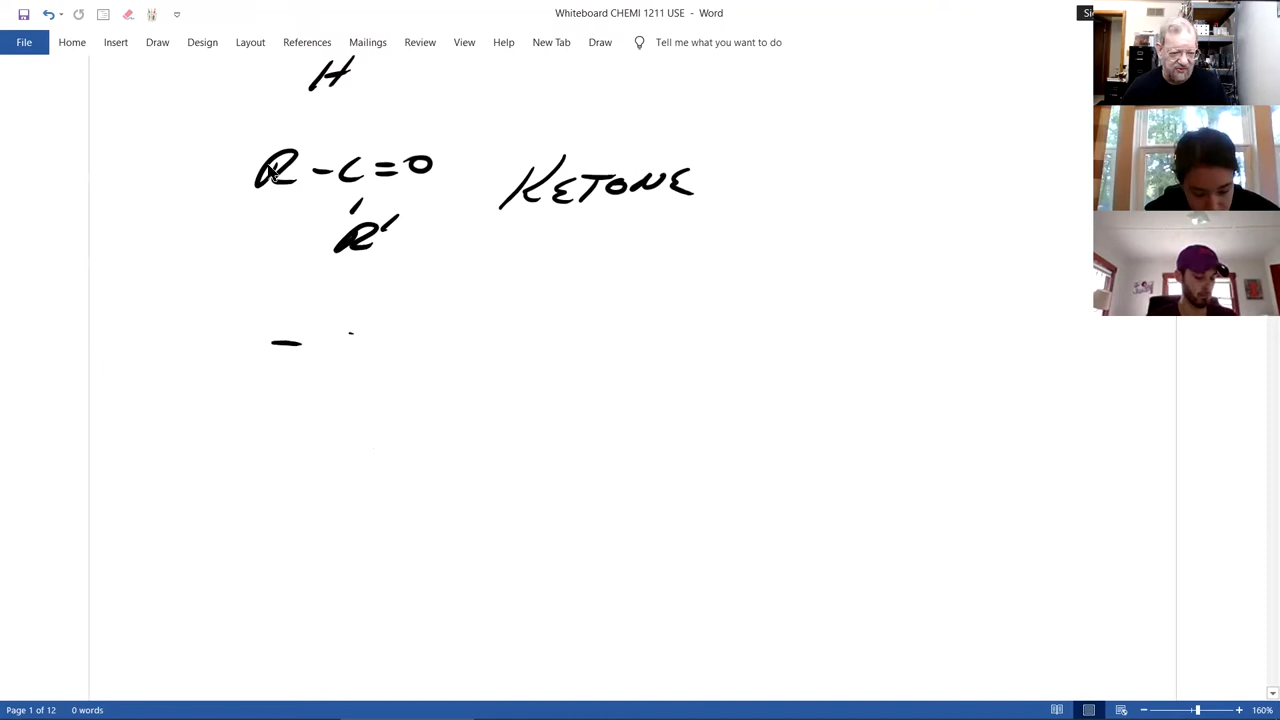 Whiteboard CHEMI 1211 USE - Word
File Home Insert Draw Design Layout References Mailings Review View Help New Tab Draw Tell me what you want to do
H
R - C = O
KETONE
R'
Page 1 of 12 0 words
160%